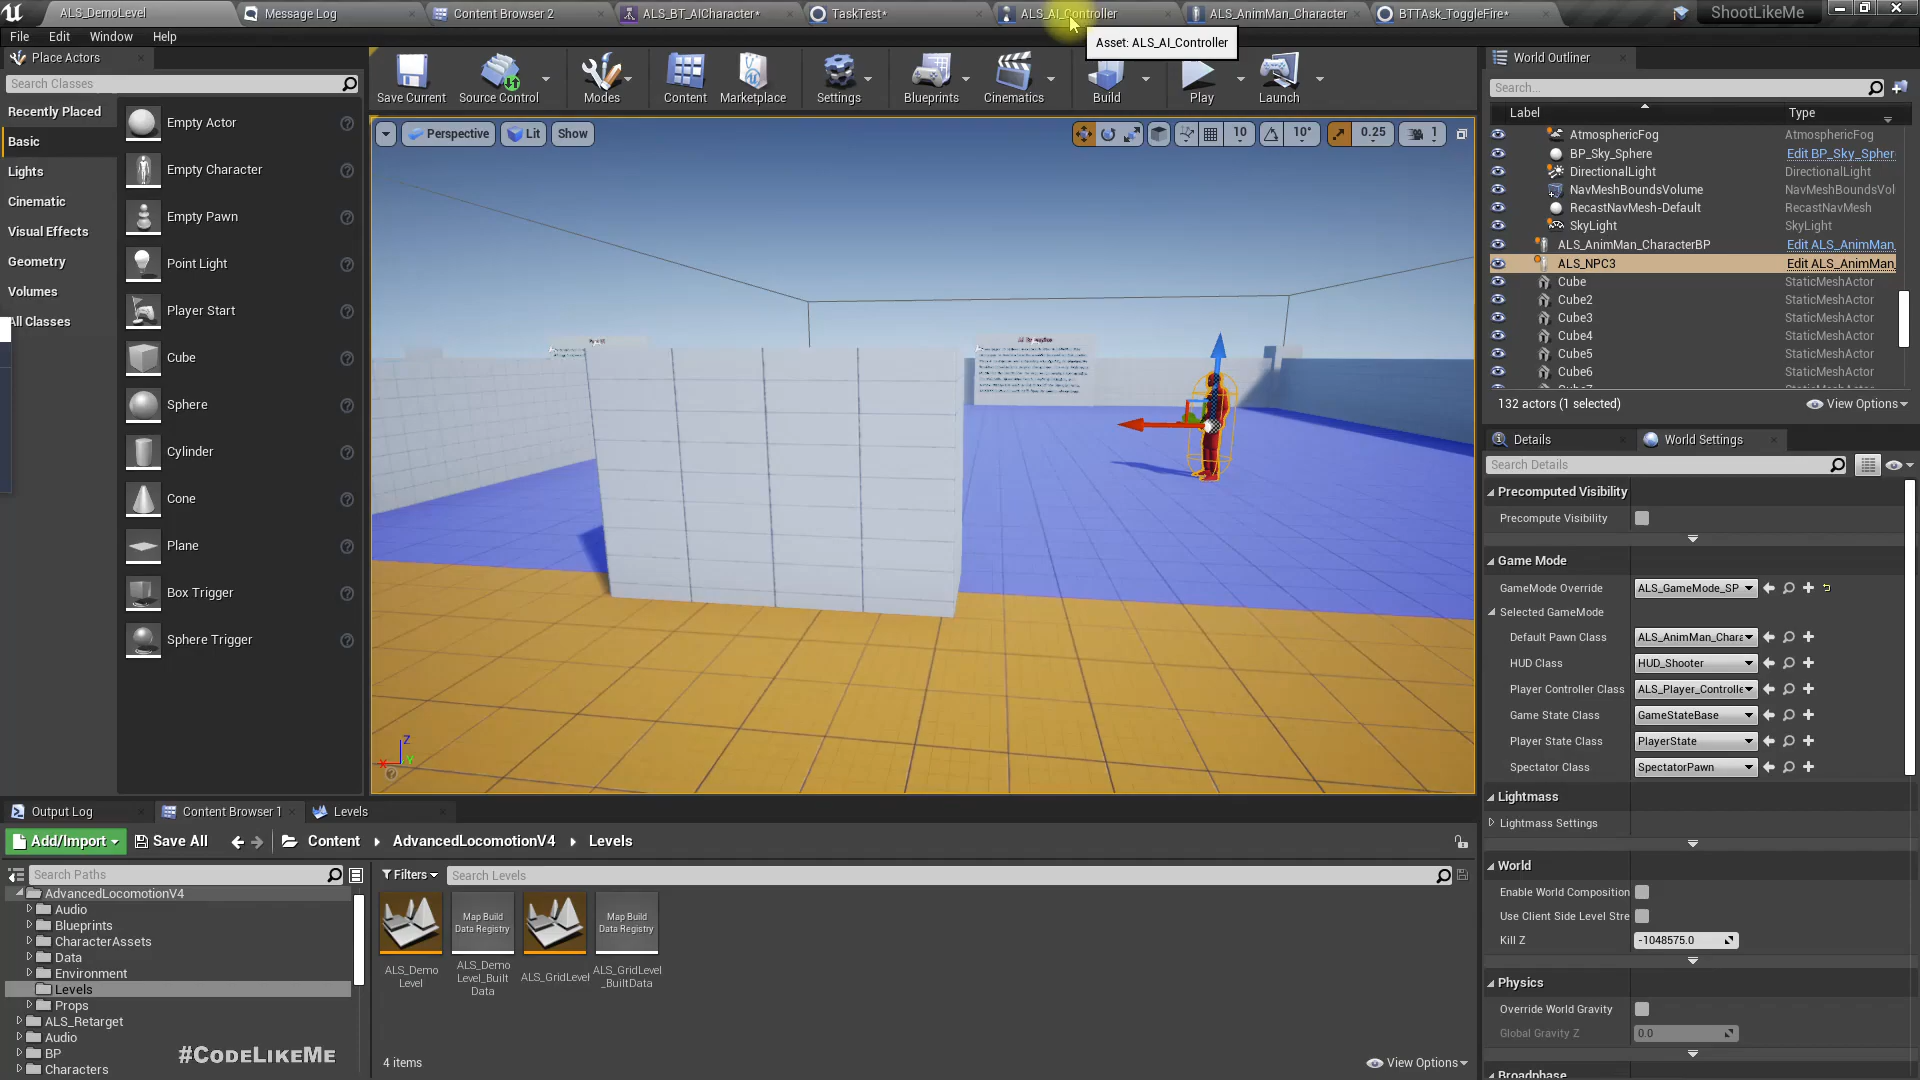 ALS_DemoLevel
Message Log
Content Browser 2
ALS_BT_AICharacter*
TaskTest*
ALS_AI_Controller
ALS_AnimMan_Character
BTTAsk_ToggleFire*
ShootLikeMe
File
Edit
Window
Help
Asset: ALS_AI_Controller
Place Actors
Search Classes
Recently Placed
Basic
Lights
Cinematic
Visual Effects
Geometry
Volumes
All Classes
Empty Actor
Empty Character
Empty Pawn
Point Light
Player Start
Cube
Sphere
Cylinder
Cone
Plane
Box Trigger
Sphere Trigger
Save Current
Source Control
Modes
Content
Marketplace
Settings
Blueprints
Cinematics
Build
Play
Launch
Perspective
Lit
Show
10
10°
0.25
1
Z
X
Y
World Outliner
Search...
Label
Type
AtmosphericFog
AtmosphericFog
BP_Sky_Sphere
Edit BP_Sky_Spher
DirectionalLight
DirectionalLight
NavMeshBoundsVolume
NavMeshBoundsVol
RecastNavMesh-Default
RecastNavMesh
SkyLight
SkyLight
ALS_AnimMan_CharacterBP
Edit ALS_AnimMan_
ALS_NPC3
Edit ALS_AnimMan_
Cube
StaticMeshActor
Cube2
StaticMeshActor
Cube3
StaticMeshActor
Cube4
StaticMeshActor
Cube5
StaticMeshActor
Cube6
StaticMeshActor
132 actors (1 selected)
View Options
Details
World Settings
Search Details
Precomputed Visibility
Precompute Visibility
Game Mode
GameMode Override
ALS_GameMode_SP
Selected GameMode
Default Pawn Class
ALS_AnimMan_Chara
HUD Class
HUD_Shooter
Player Controller Class
ALS_Player_Controlle
Game State Class
GameStateBase
Player State Class
PlayerState
Spectator Class
SpectatorPawn
Lightmass
Lightmass Settings
World
Enable World Composition
Use Client Side Level Stre
Kill Z
-1048575.0
Physics
Override World Gravity
Global Gravity Z
0.0
Broadphase
Output Log
Content Browser 1
Levels
Add/Import
Save All
Content
AdvancedLocomotionV4
Levels
Search Paths
Filters
Search Levels
AdvancedLocomotionV4
Audio
Blueprints
CharacterAssets
Data
Environment
Levels
Props
ALS_Retarget
Audio
BP
Characters
Map Build
Data Registry
Map Build
Data Registry
ALS_Demo
Level
ALS_Demo
Level_Built
Data
ALS_GridLevel
ALS_GridLevel
_BuiltData
4 items
View Options
#CODELIKEME